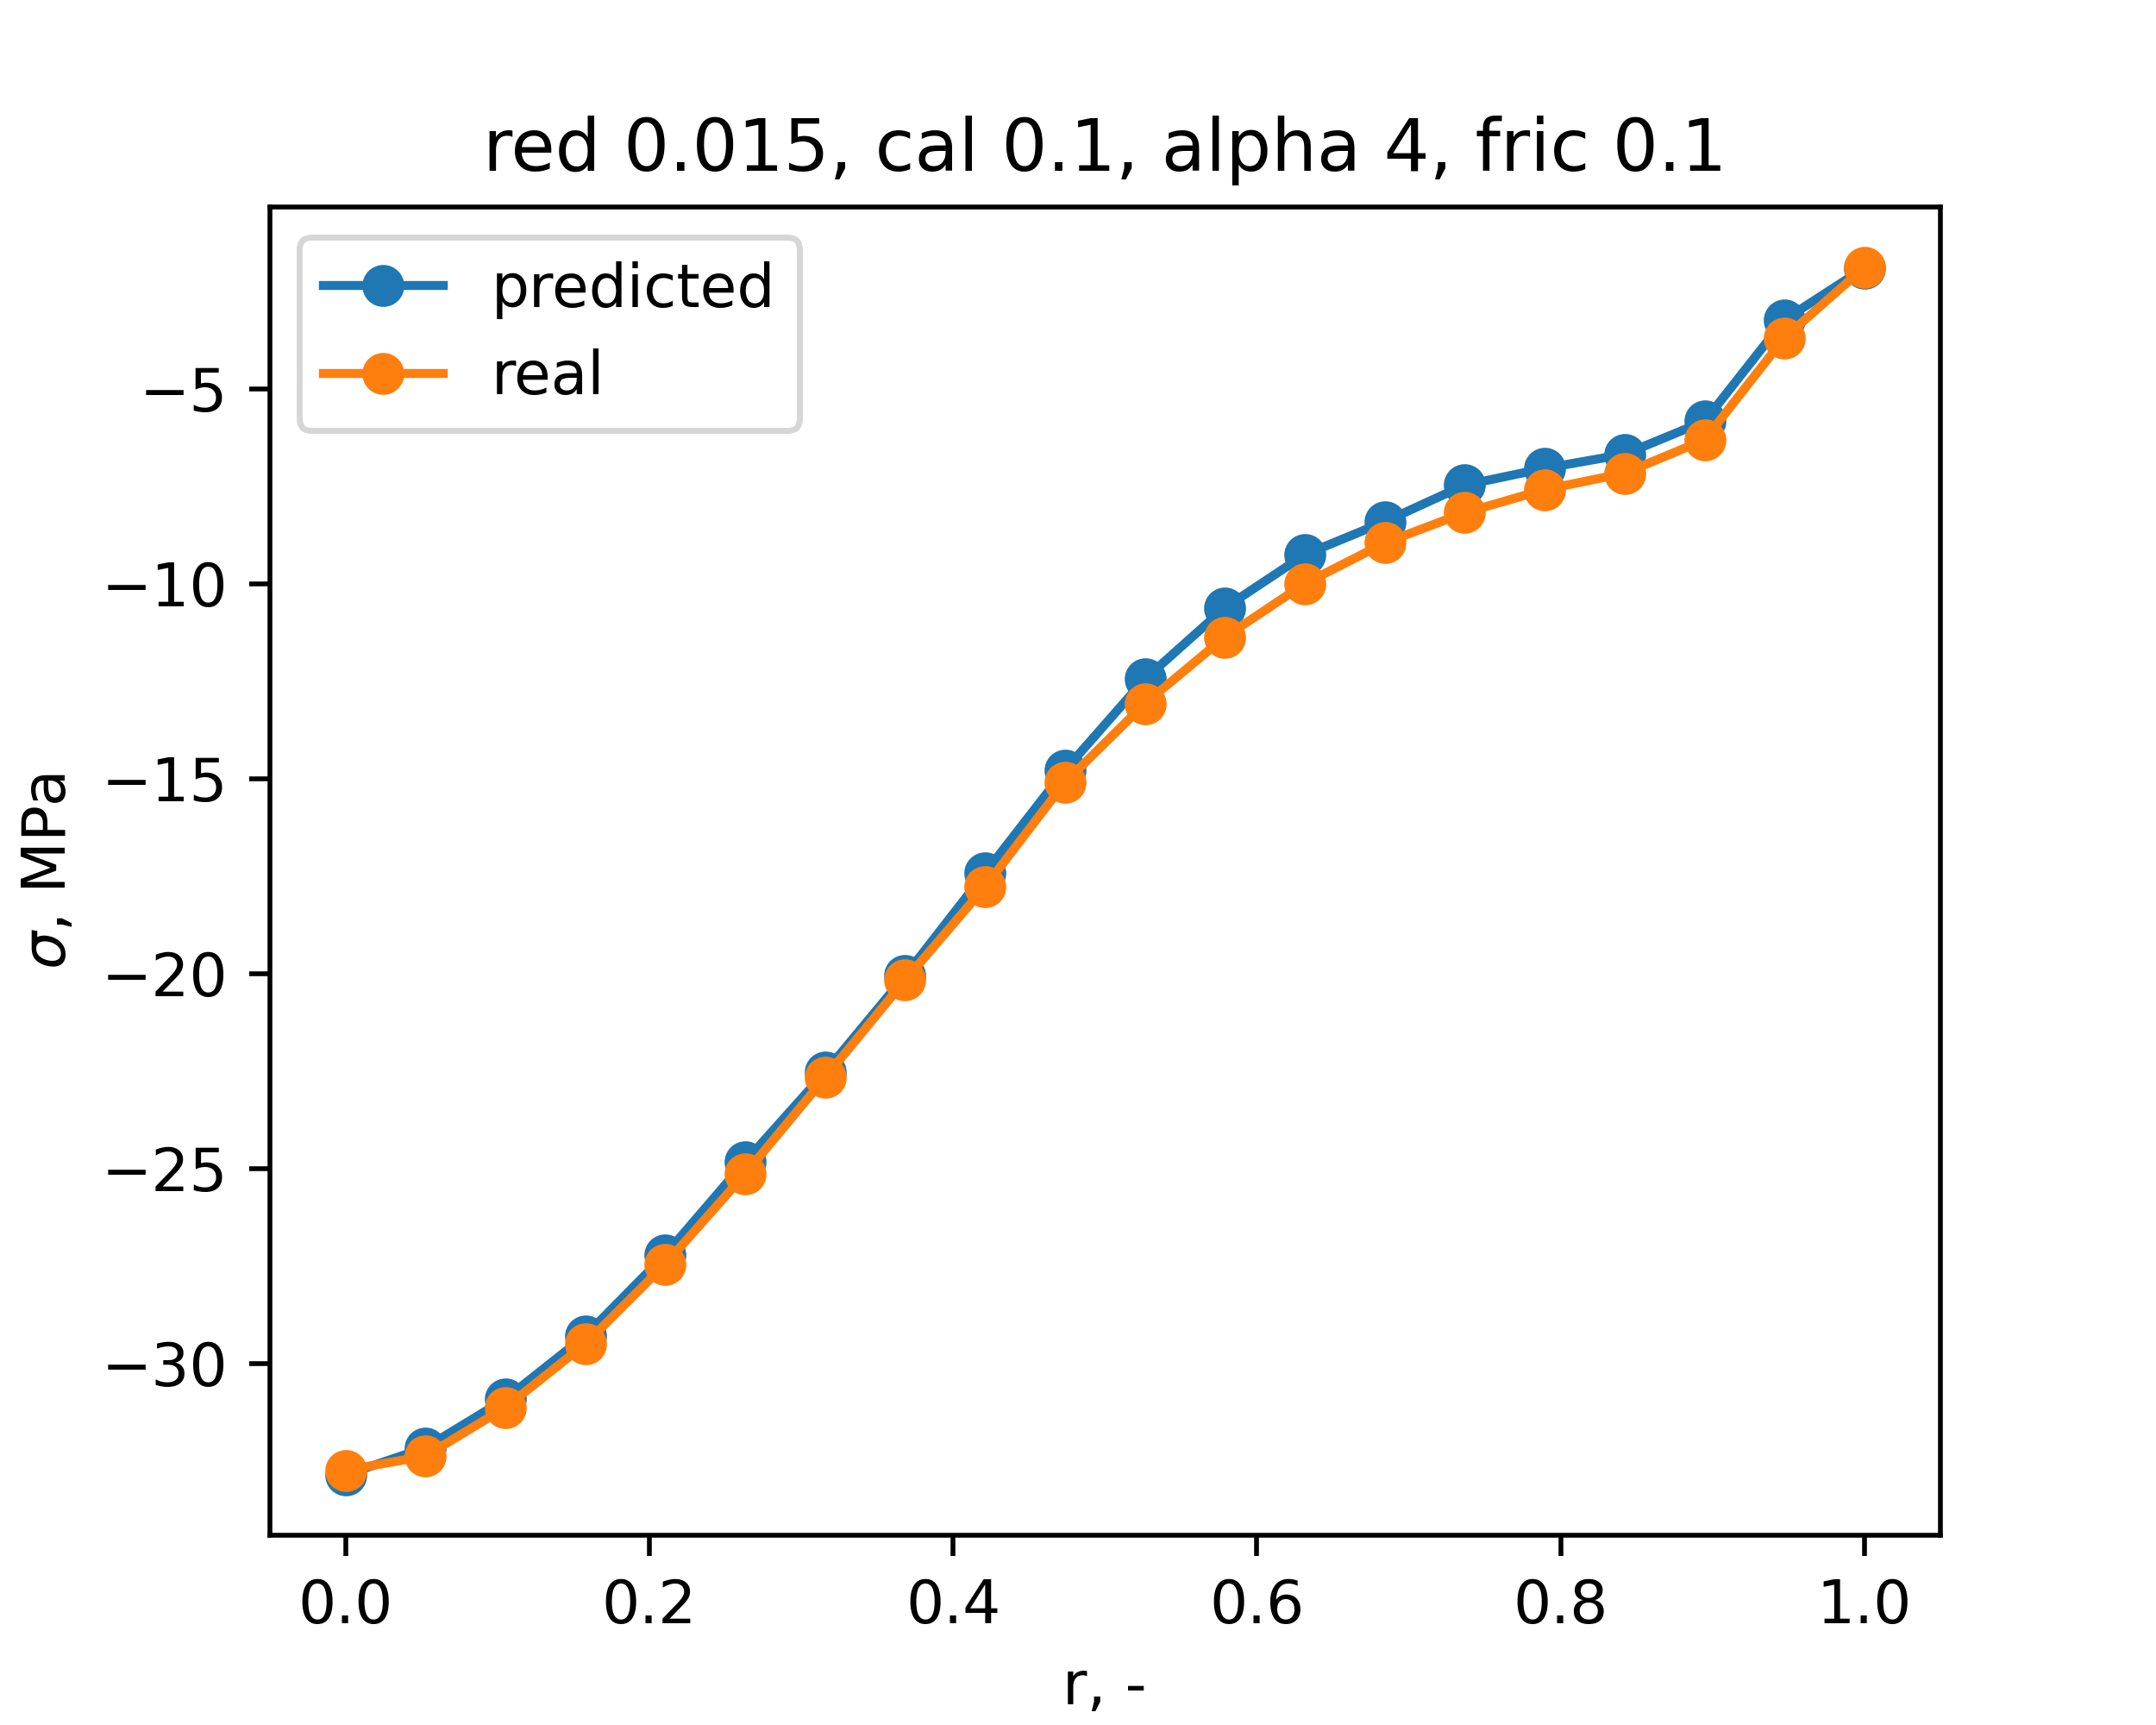 red 0.015, cal 0.1, alpha 4, fric 0.1
predicted
real
−5
−10
−15
−20
−25
−30
σ, MPa
0.0 0.2 0.4 0.6 0.8 1.0
r, -